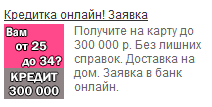 Кредитка онлайн! Заявка
Вам
от 25
до 34?
КРЕДИТ
300 000
Получите на карту до
300 000 р. Без лишних
справок. Доставка на
дом. Заявка в банк
онлайн.